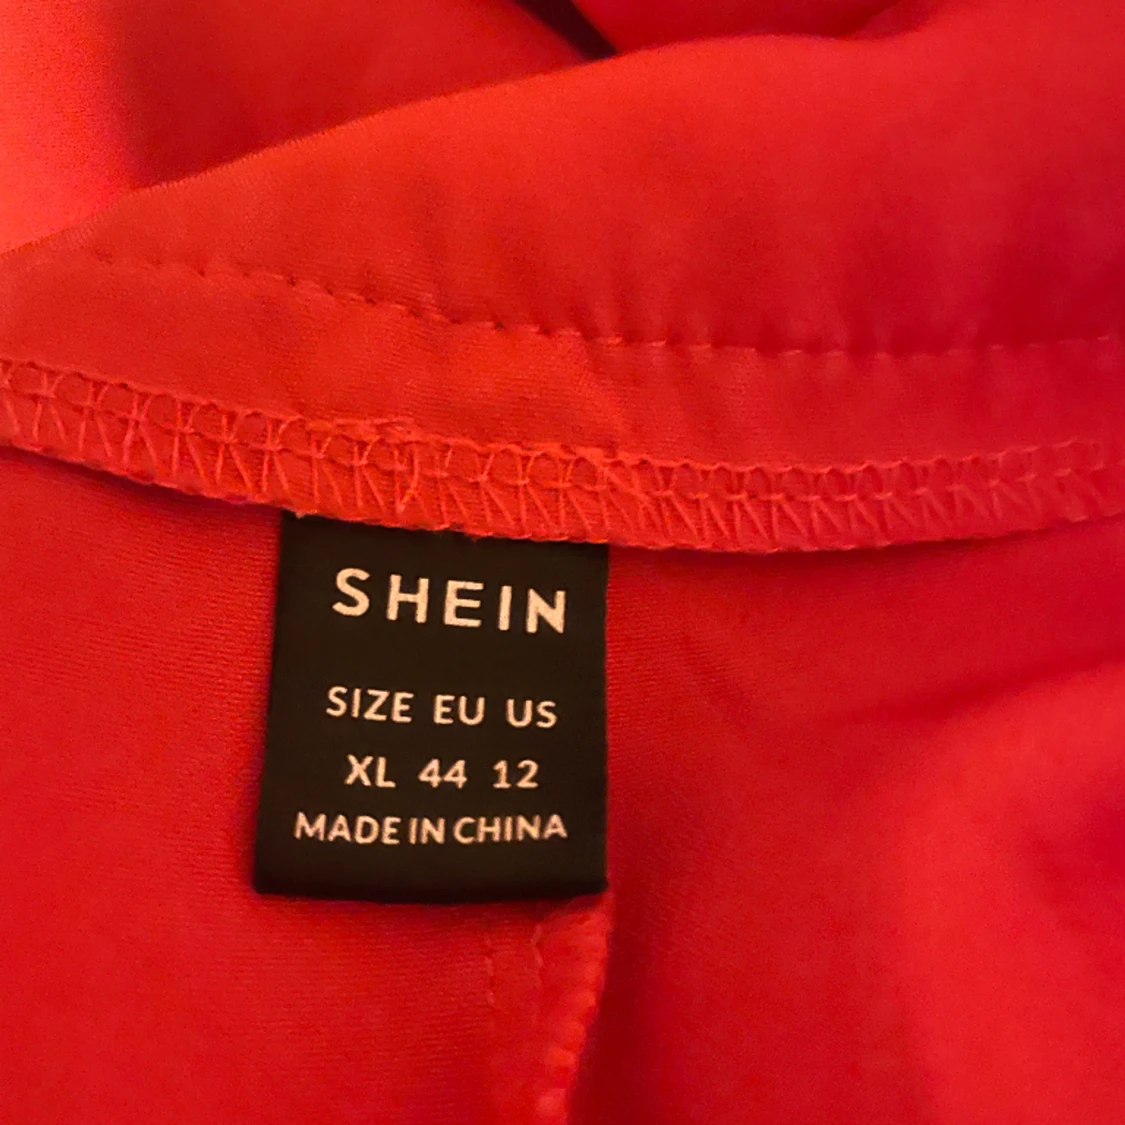 SHEIN
SIZE EU US
XL 44 12
MADE IN CHINA